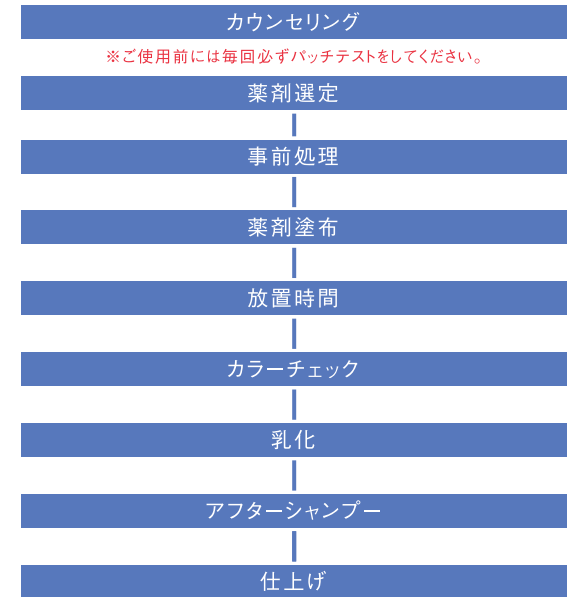 カウンセリング
※ご使用前には毎回必ずパッチテストをしてください。
薬剤選定
事前処理
薬剤塗布
放置時間
カラーチェック
乳化
アフターシャンプー
仕上げ